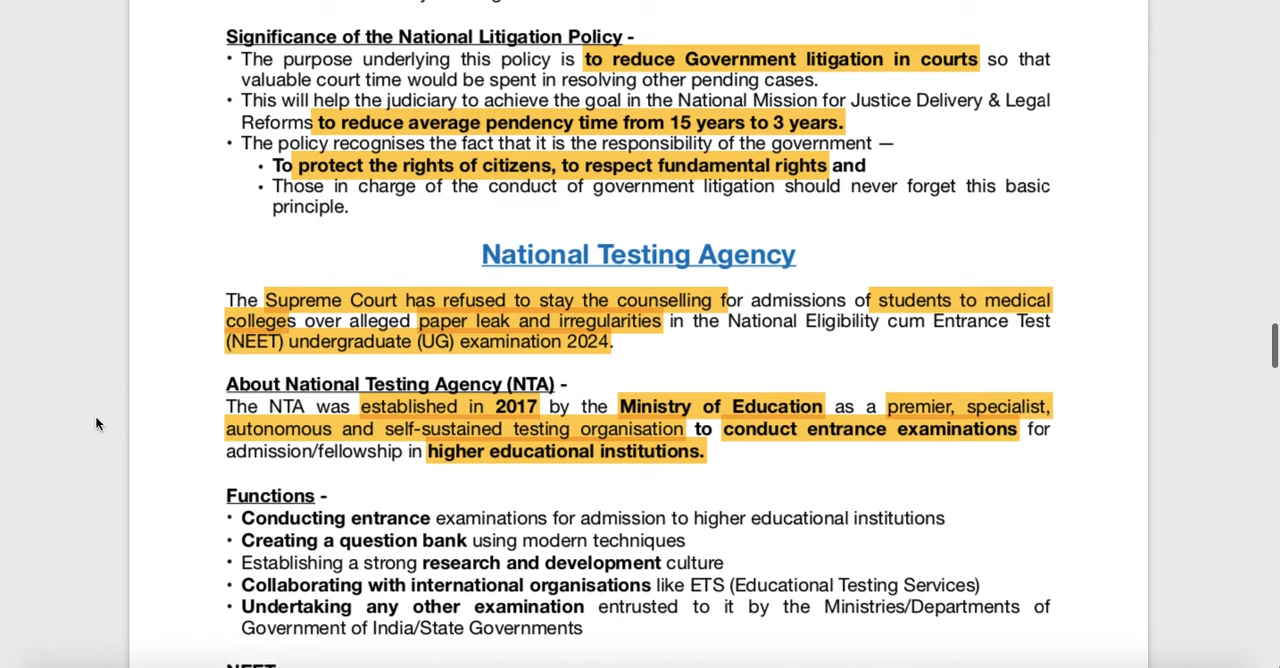 Significance of the National Litigation Policy -
• The purpose underlying this policy is to reduce Government litigation in courts so that
valuable court time would be spent in resolving other pending cases.
• This will help the judiciary to achieve the goal in the National Mission for Justice Delivery & Legal
Reforms to reduce average pendency time from 15 years to 3 years.
• The policy recognises the fact that it is the responsibility of the government —
• To protect the rights of citizens, to respect fundamental rights and
• Those in charge of the conduct of government litigation should never forget this basic
principle.
National Testing Agency
The Supreme Court has refused to stay the counselling for admissions of students to medical
colleges over alleged paper leak and irregularities in the National Eligibility cum Entrance Test
(NEET) undergraduate (UG) examination 2024.
About National Testing Agency (NTA) -
The NTA was established in 2017 by the Ministry of Education as a premier, specialist,
autonomous and self-sustained testing organisation to conduct entrance examinations for
admission/fellowship in higher educational institutions.
Functions -
• Conducting entrance examinations for admission to higher educational institutions
• Creating a question bank using modern techniques
• Establishing a strong research and development culture
• Collaborating with international organisations like ETS (Educational Testing Services)
• Undertaking any other examination entrusted to it by the Ministries/Departments of
Government of India/State Governments
NEET